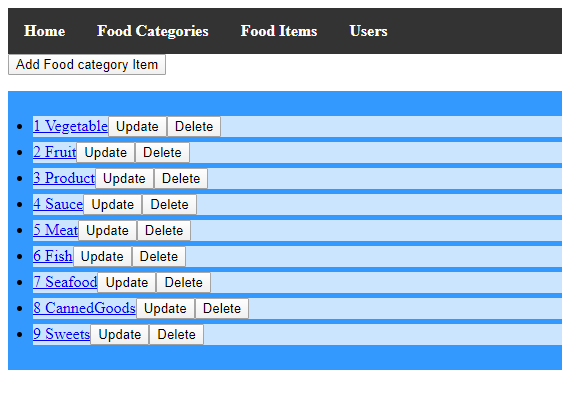 Home Food Categories Food Items Users
Add Food category Item
1 Vegetable Update Delete
2 Fruit Update Delete
3 Product Update Delete
4 Sauce Update Delete
5 Meat Update Delete
6 Fish Update Delete
7 Seafood Update Delete
8 CannedGoods Update Delete
9 Sweets Update Delete